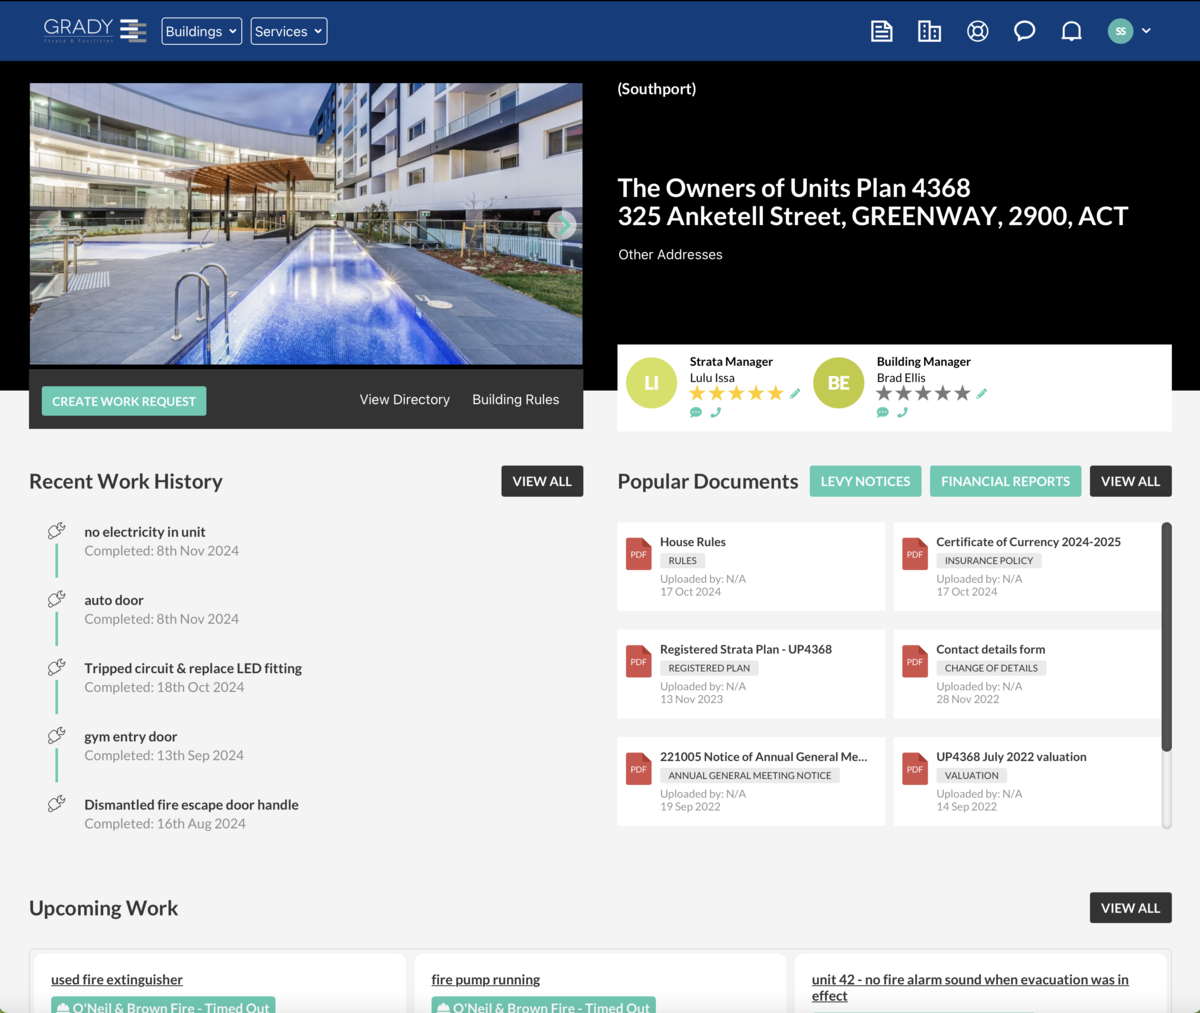 GRADY
Strata & Facilities
Buildings
Services
SS
(Southport)
The Owners of Units Plan 4368
325 Anketell Street, GREENWAY, 2900, ACT
Other Addresses
CREATE WORK REQUEST
View Directory
Building Rules
LI
Strata Manager
Lulu Issa
BE
Building Manager
Brad Ellis
Recent Work History
VIEW ALL
no electricity in unit
Completed: 8th Nov 2024
auto door
Completed: 8th Nov 2024
Tripped circuit & replace LED fitting
Completed: 18th Oct 2024
gym entry door
Completed: 13th Sep 2024
Dismantled fire escape door handle
Completed: 16th Aug 2024
Popular Documents
LEVY NOTICES
FINANCIAL REPORTS
VIEW ALL
PDF
House Rules
RULES
Uploaded by: N/A
17 Oct 2024
PDF
Certificate of Currency 2024-2025
INSURANCE POLICY
Uploaded by: N/A
17 Oct 2024
PDF
Registered Strata Plan - UP4368
REGISTERED PLAN
Uploaded by: N/A
13 Nov 2023
PDF
Contact details form
CHANGE OF DETAILS
Uploaded by: N/A
28 Nov 2022
PDF
221005 Notice of Annual General Me...
ANNUAL GENERAL MEETING NOTICE
Uploaded by: N/A
19 Sep 2022
PDF
UP4368 July 2022 valuation
VALUATION
Uploaded by: N/A
14 Sep 2022
Upcoming Work
VIEW ALL
used fire extinguisher
O'Neil & Brown Fire - Timed Out
fire pump running
O'Neil & Brown Fire - Timed Out
unit 42 - no fire alarm sound when evacuation was in
effect